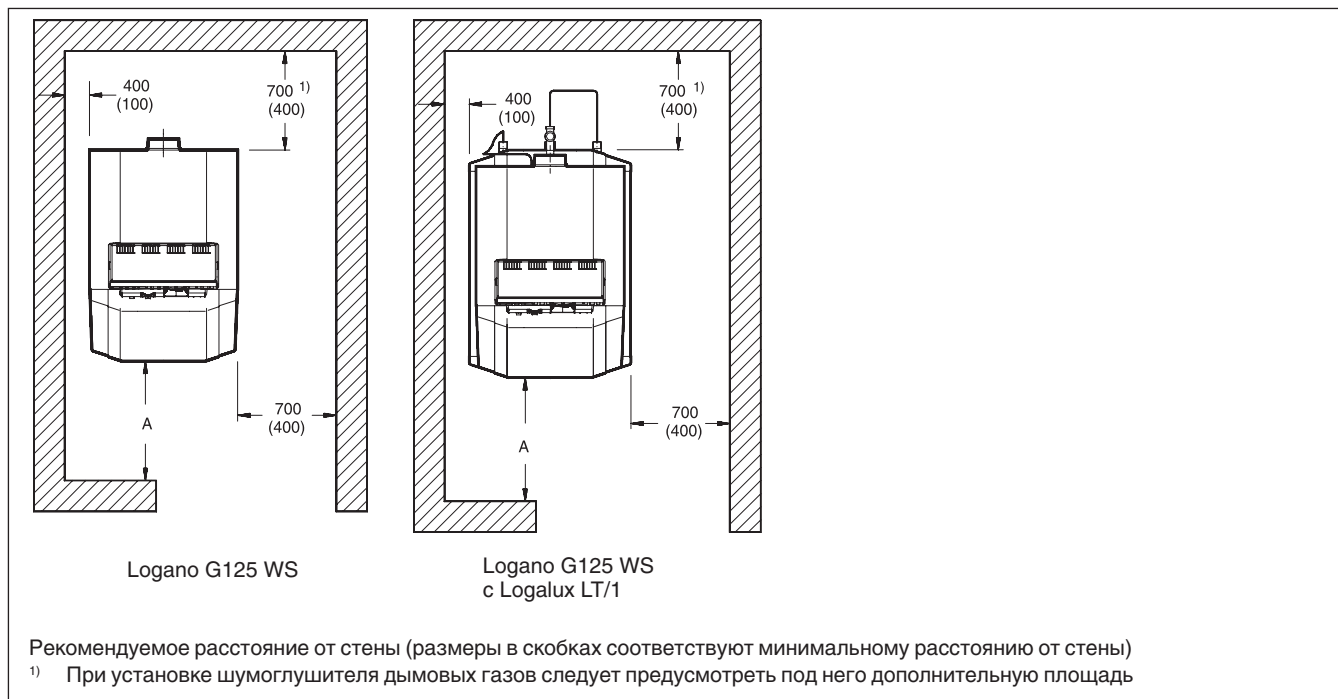 400
(100)
700 1)
(400)
A
700
(400)
Logano G125 WS
400
(100)
700 1)
(400)
A
700
(400)
Logano G125 WS
с Logalux LT/1
Рекомендуемое расстояние от стены (размеры в скобках соответствуют минимальному расстоянию от стены)
1) При установке шумоглушителя дымовых газов следует предусмотреть под него дополнительную площадь